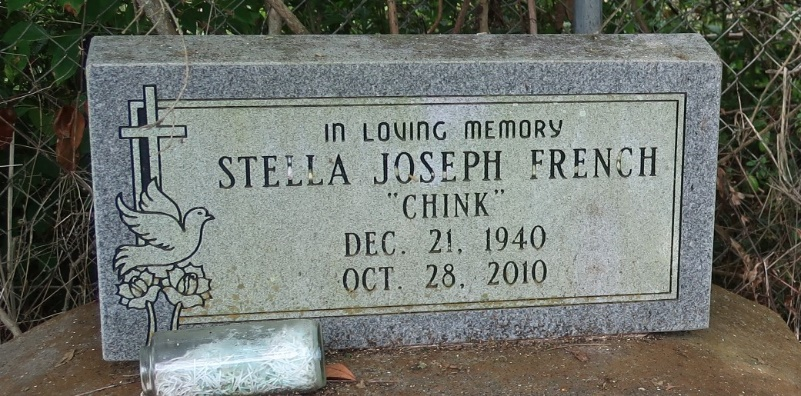 IN LOVING MEMORY
STELLA JOSEPH FRENCH
"CHINK"
DEC. 21, 1940
OCT. 28, 2010